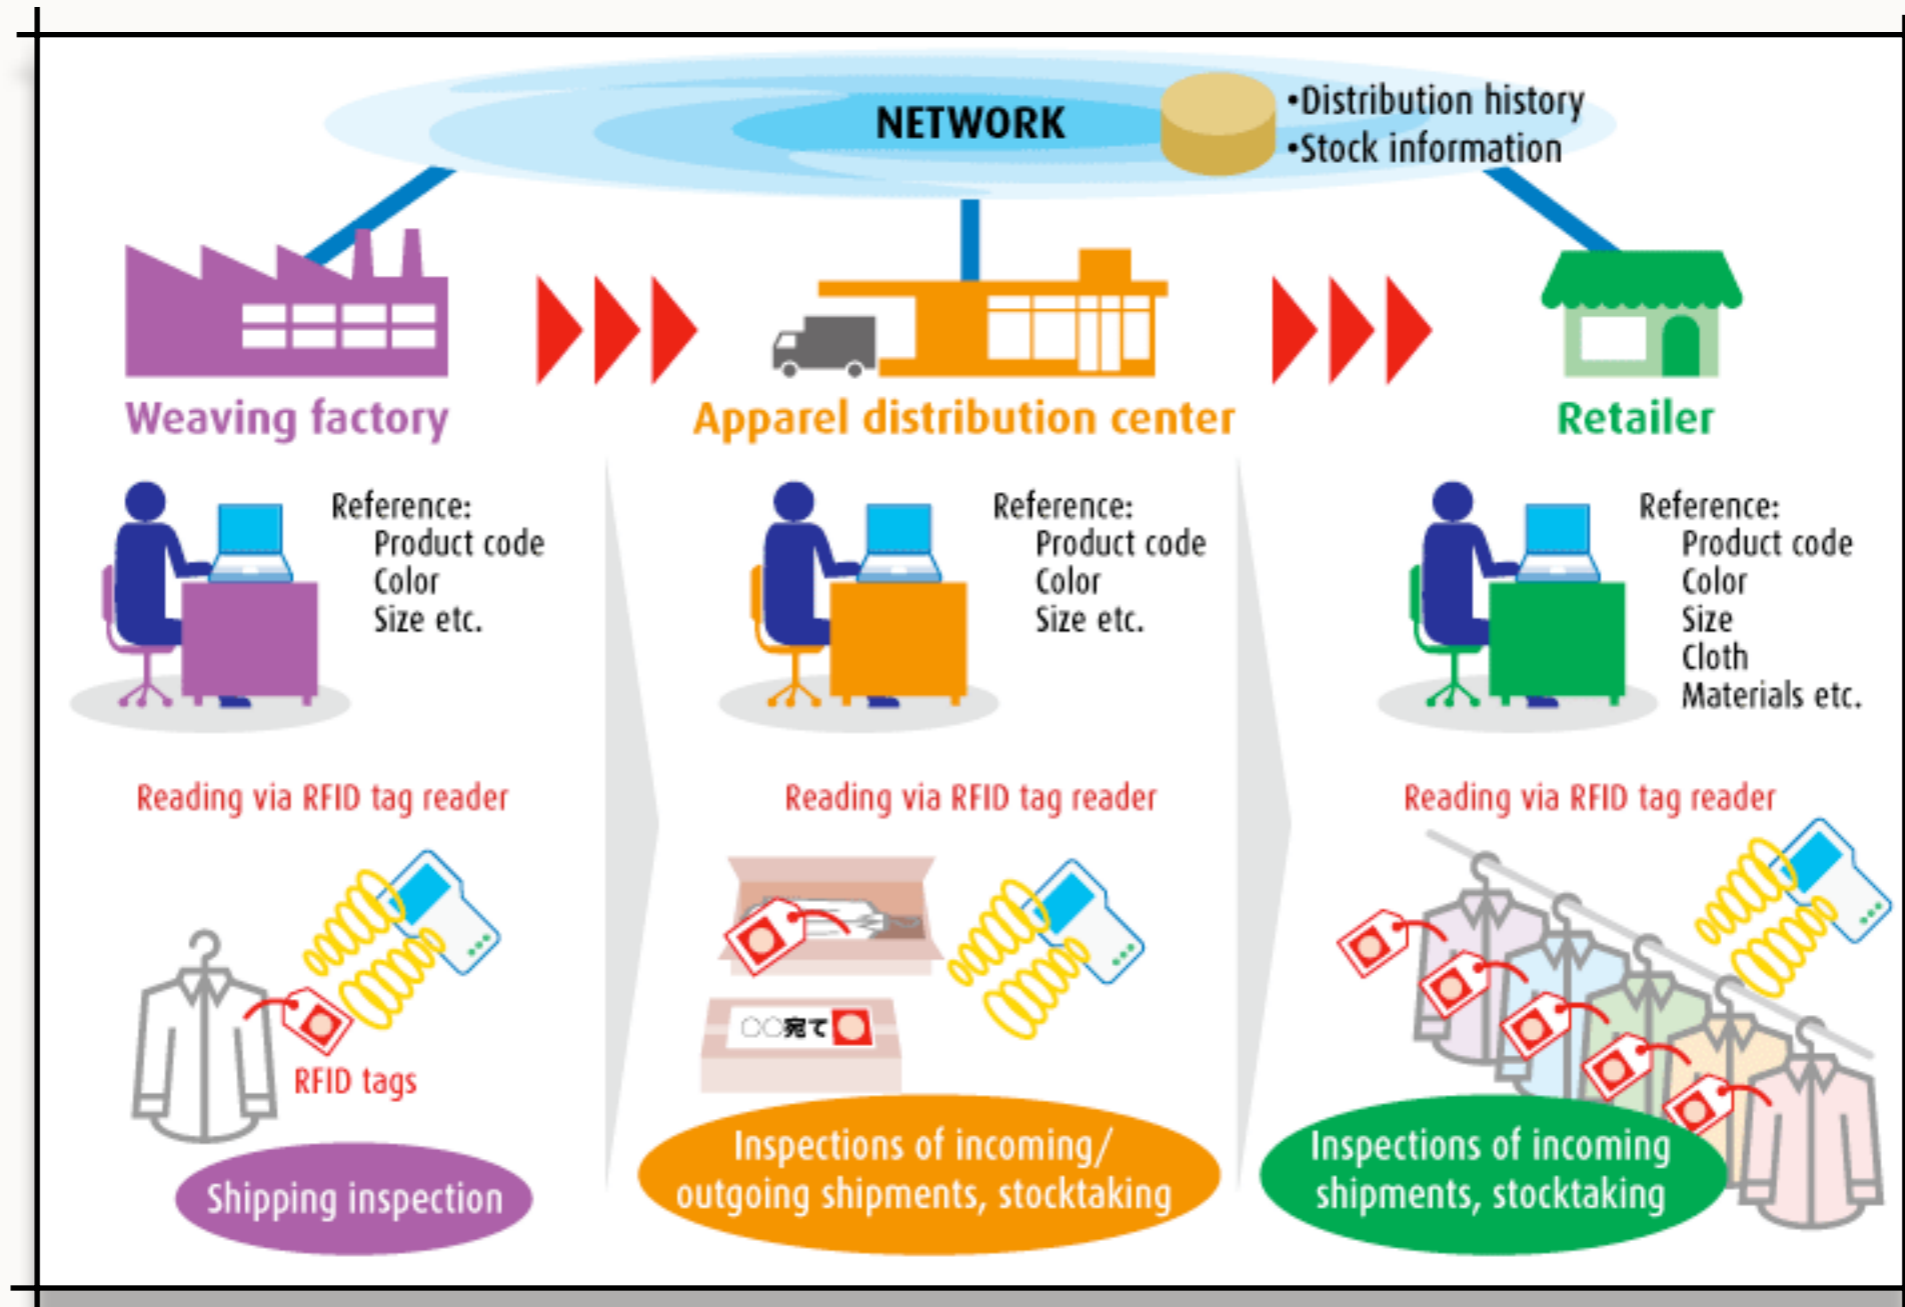 NETWORK
•Distribution history
•Stock information
Weaving factory
Apparel distribution center
Retailer
Reference:
Product code
Color
Size etc.
Reference:
Product code
Color
Size etc.
Reference:
Product code
Color
Size
Cloth
Materials etc.
Reading via RFID tag reader
Reading via RFID tag reader
Reading via RFID tag reader
○○宛て
RFID tags
Shipping inspection
Inspections of incoming/
outgoing shipments, stocktaking
Inspections of incoming
shipments, stocktaking